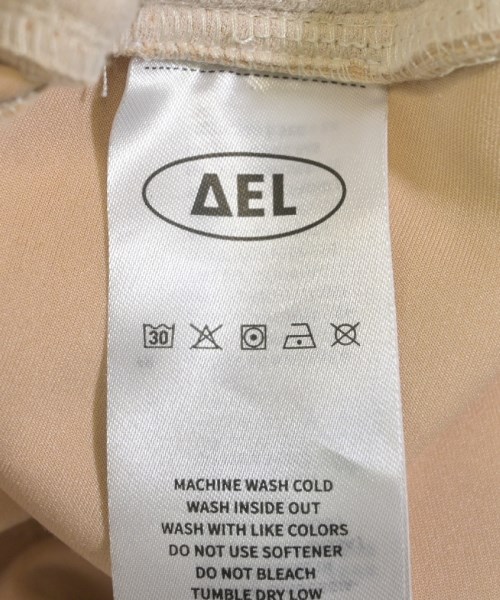 ΔEL
30
MACHINE WASH COLD
WASH INSIDE OUT
WASH WITH LIKE COLORS
DO NOT USE SOFTENER
DO NOT BLEACH
TUMBLE DRY LOW